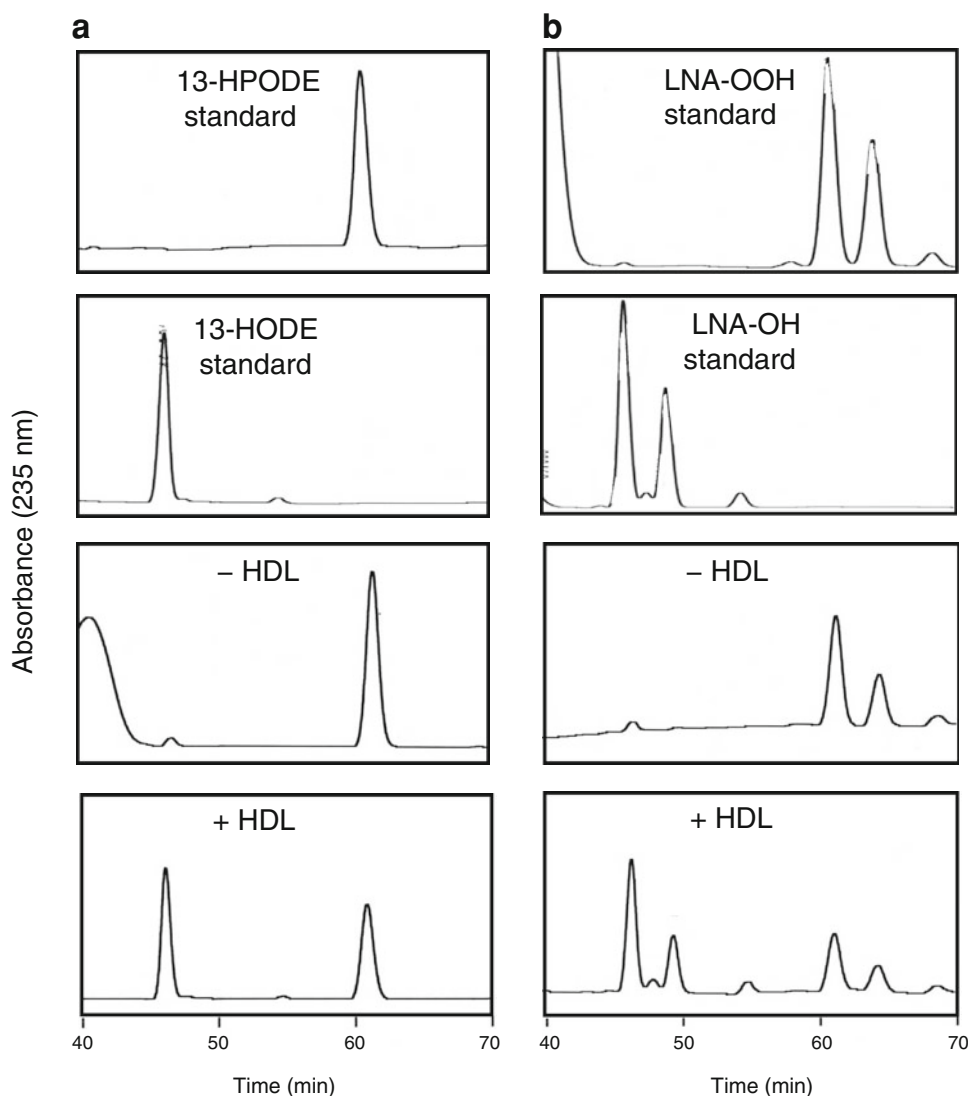 a
b
13-HPODE
standard
LNA-OOH
standard
13-HODE
standard
LNA-OH
standard
– HDL
– HDL
+ HDL
+ HDL
Absorbance (235 nm)
40 50 60 70
40 50 60 70
Time (min)
Time (min)